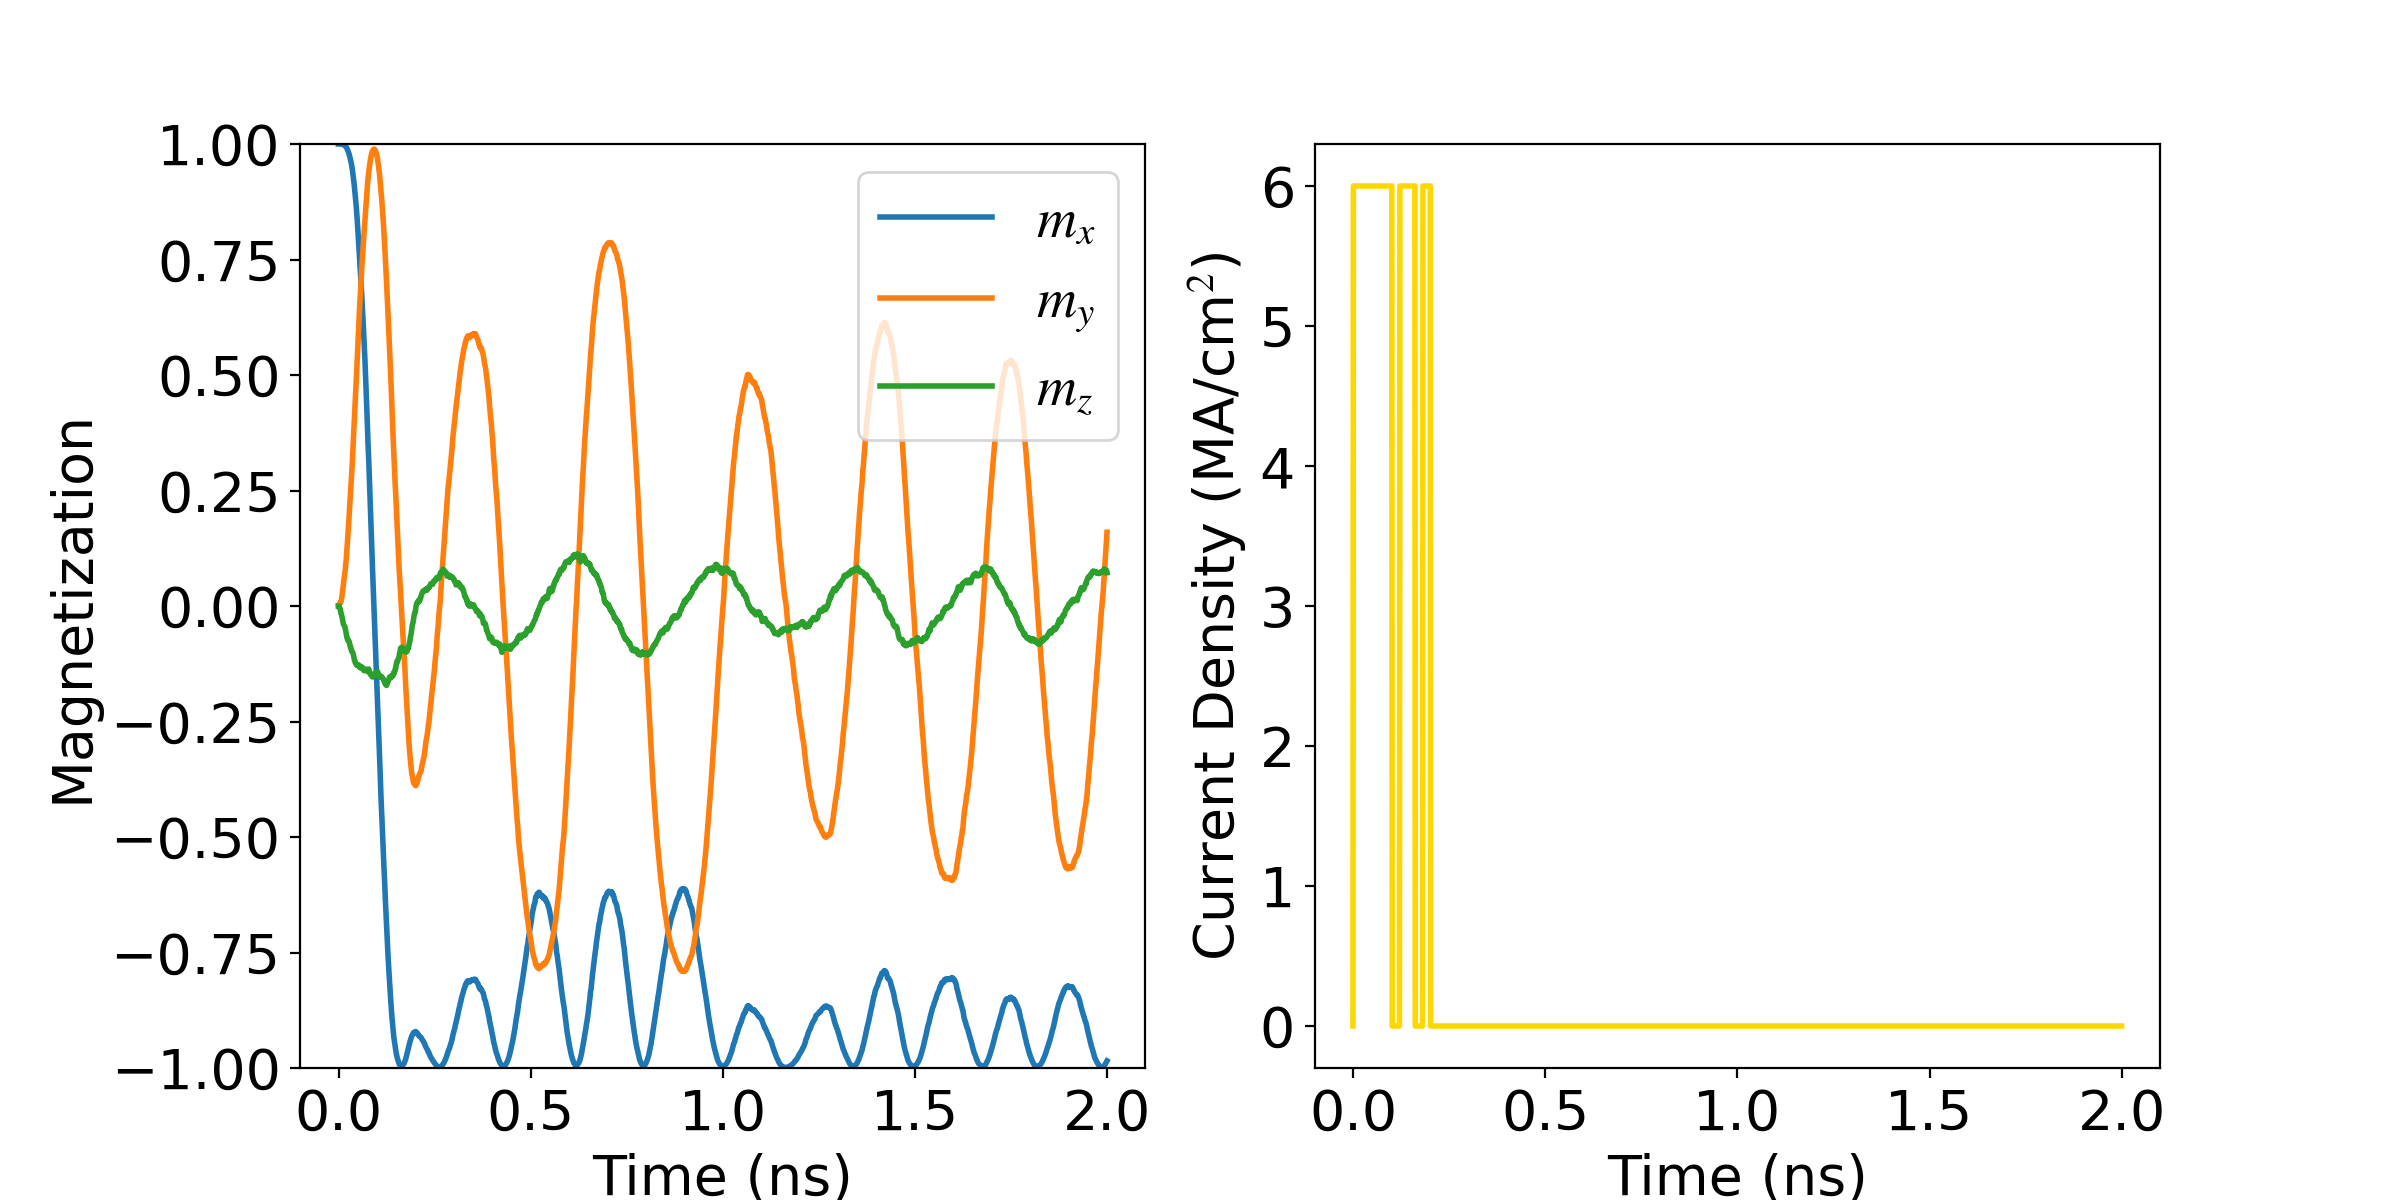 1.00
0.75
0.50
0.25
0.00
−0.25
−0.50
−0.75
−1.00
Magnetization
0.0 0.5 1.0 1.5 2.0
Time (ns)
m_x
m_y
m_z
6
5
4
3
2
1
0
Current Density (MA/cm²)
0.0 0.5 1.0 1.5 2.0
Time (ns)